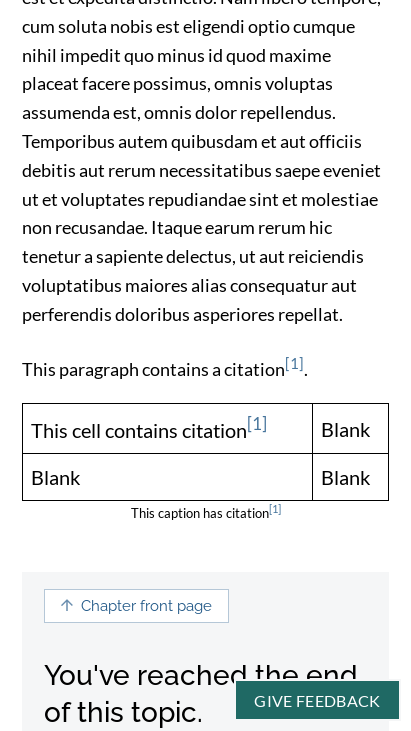 est et expedita distinctio. Nam libero tempore,
cum soluta nobis est eligendi optio cumque
nihil impedit quo minus id quod maxime
placeat facere possimus, omnis voluptas
assumenda est, omnis dolor repellendus.
Temporibus autem quibusdam et aut officiis
debitis aut rerum necessitatibus saepe eveniet
ut et voluptates repudiandae sint et molestiae
non recusandae. Itaque earum rerum hic
tenetur a sapiente delectus, ut aut reiciendis
voluptatibus maiores alias consequatur aut
perferendis doloribus asperiores repellat.
This paragraph contains a citation[1].
This cell contains citation[1] Blank
Blank Blank
This caption has citation[1]
↑ Chapter front page
You've reached the end
of this topic.
GIVE FEEDBACK